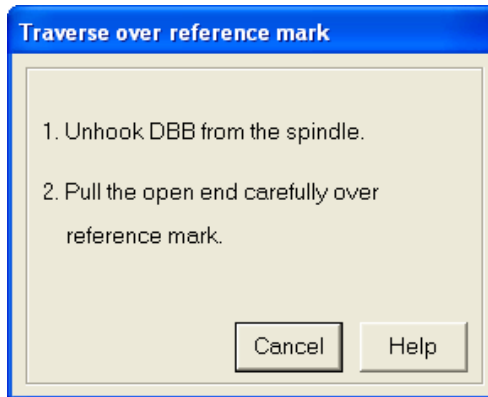 Traverse over reference mark
1. Unhook DBB from the spindle.
2. Pull the open end carefully over
reference mark.
Cancel Help